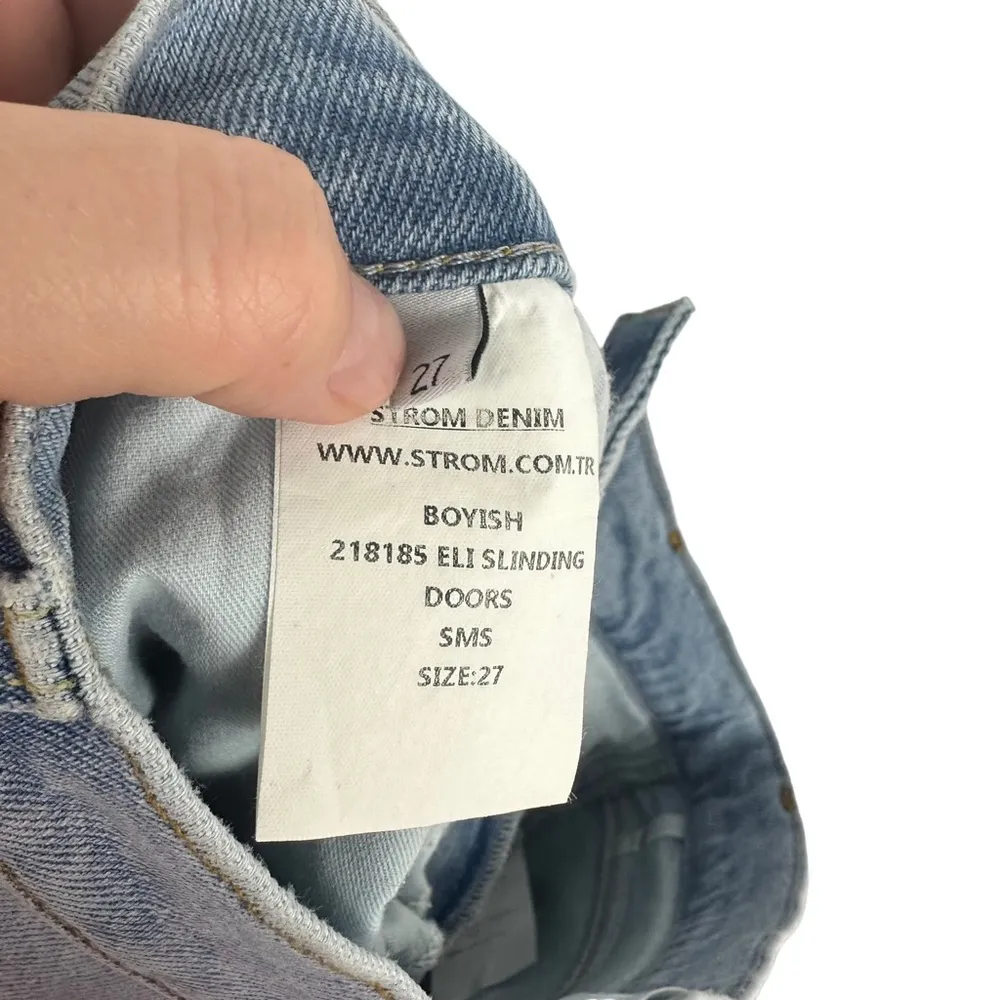 27
STROM DENIM
WWW.STROM.COM.TR
BOYISH
218185 ELI SLINDING
DOORS
SMS
SIZE:27